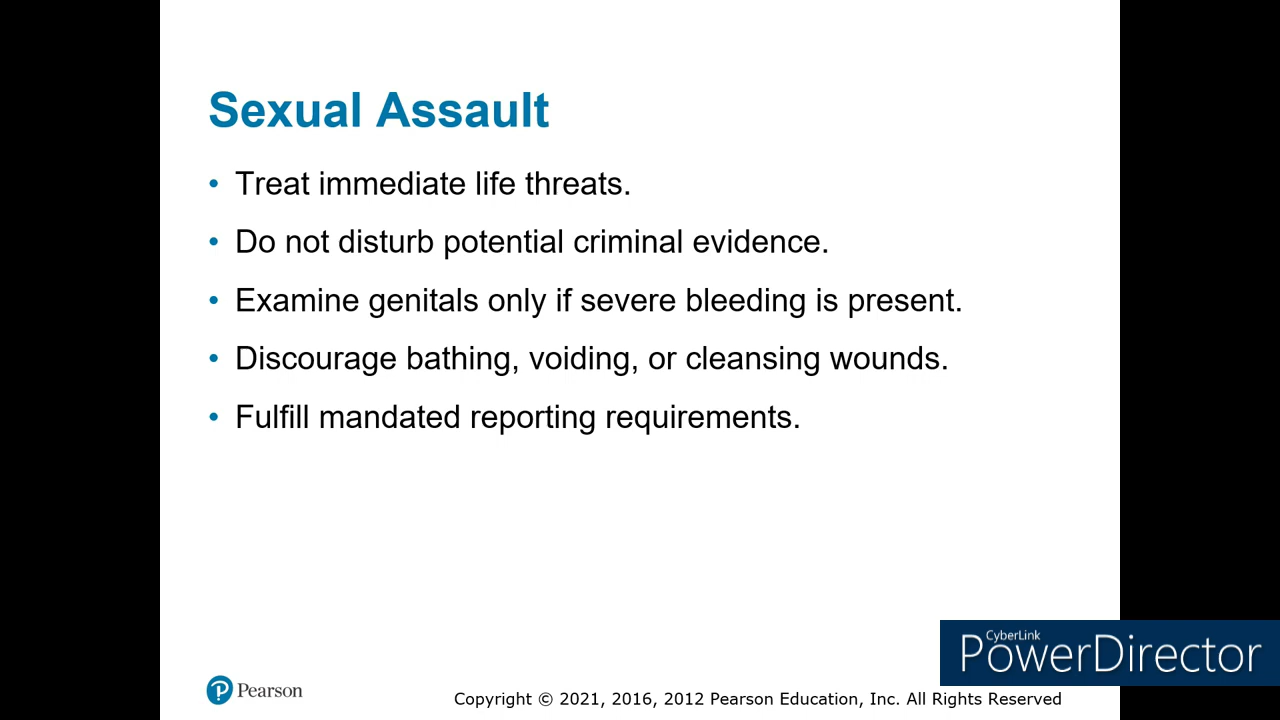 Sexual Assault
• Treat immediate life threats.
• Do not disturb potential criminal evidence.
• Examine genitals only if severe bleeding is present.
• Discourage bathing, voiding, or cleansing wounds.
• Fulfill mandated reporting requirements.
CyberLink
PowerDirector
P Pearson
Copyright © 2021, 2016, 2012 Pearson Education, Inc. All Rights Reserved